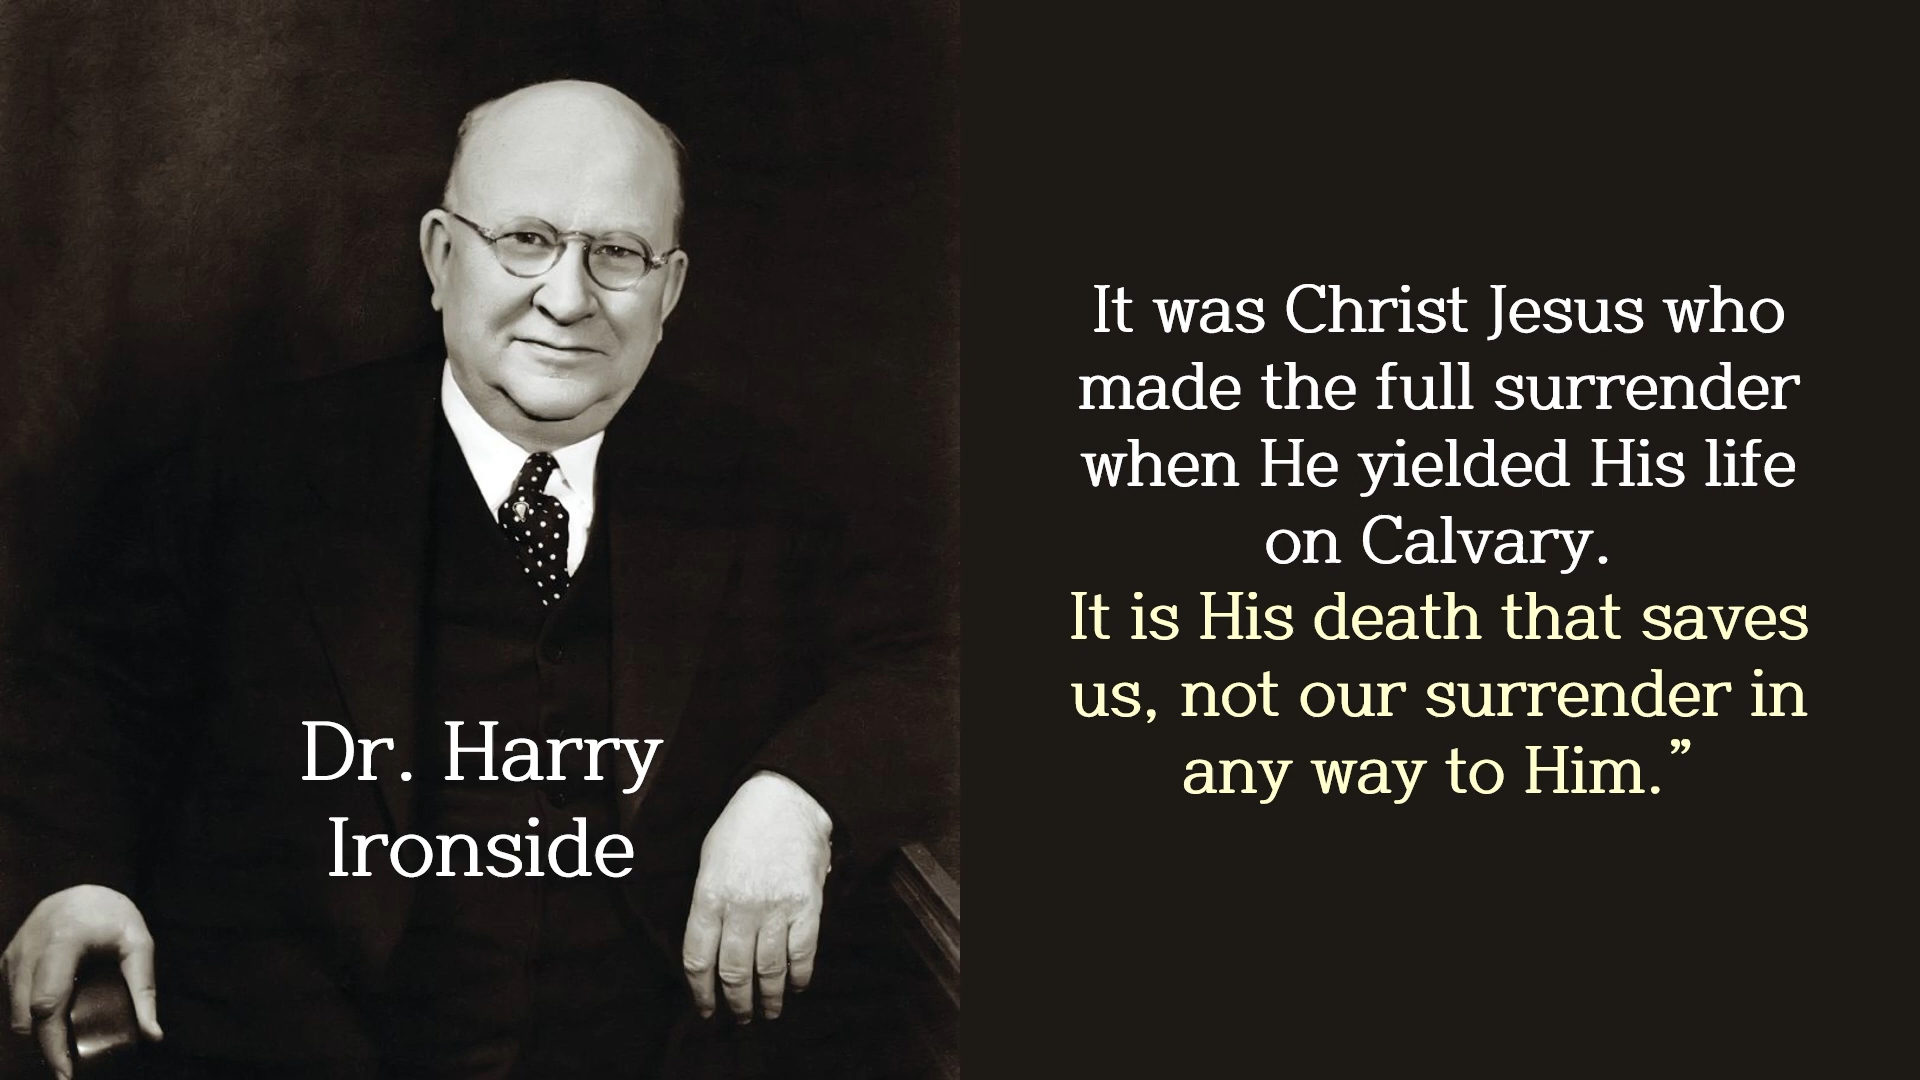 Dr. Harry
Ironside
It was Christ Jesus who
made the full surrender
when He yielded His life
on Calvary.
It is His death that saves
us, not our surrender in
any way to Him.”